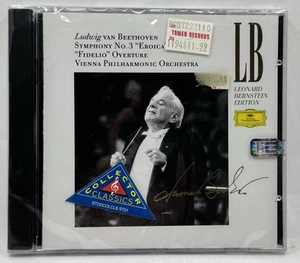 Ludwig van Beethoven
Symphony No. 3 "Eroica
"Fidelio" Overture
Vienna Philharmonic Orchestra
TOWER RECORDS
LB
LEONARD
BERNSTEIN
EDITION
COLLECTOR
CLASSICS